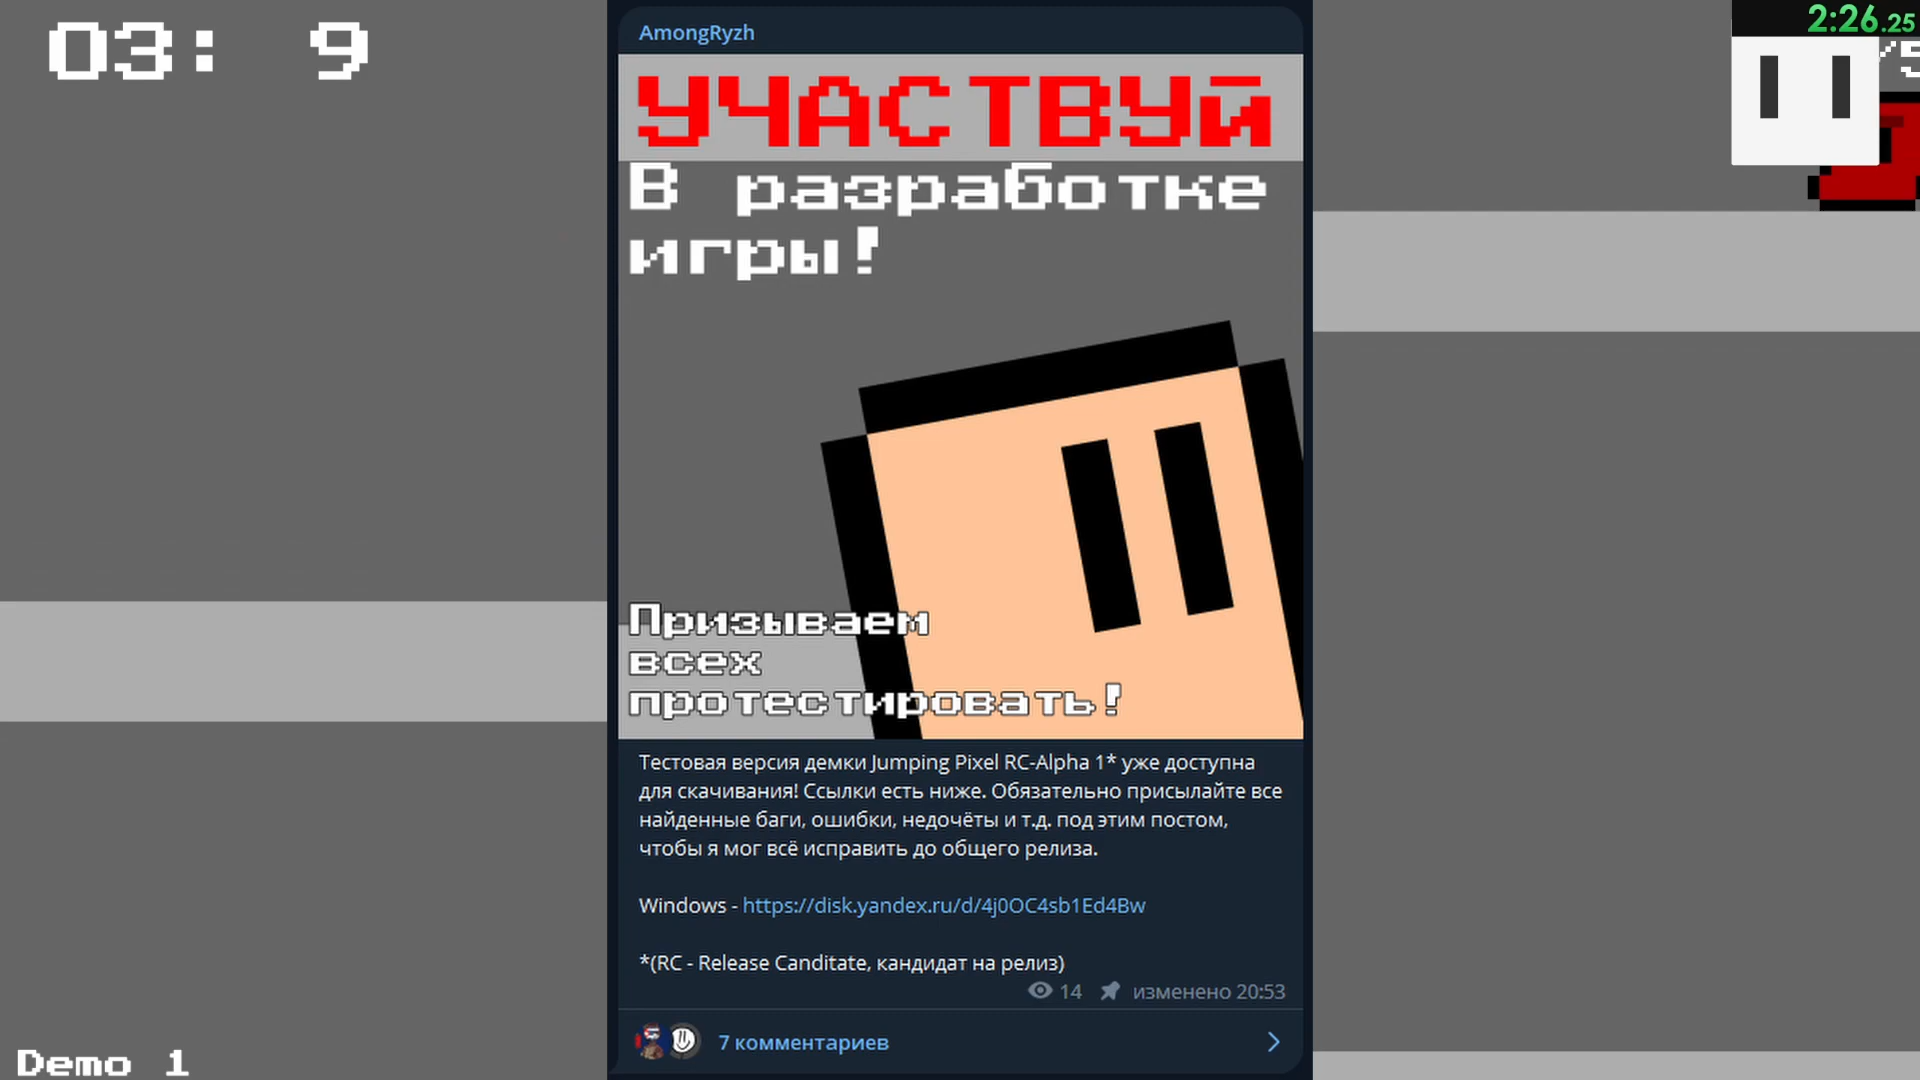 03: 9
2:26.25
/5
AmongRyzh
УЧАСТВУЙ
В разработке
игры!
Призываем
всех
протестировать!
Тестовая версия демки Jumping Pixel RC-Alpha 1* уже доступна
для скачивания! Ссылки есть ниже. Обязательно присылайте все
найденные баги, ошибки, недочёты и т.д. под этим постом,
чтобы я мог всё исправить до общего релиза.
Windows - https://disk.yandex.ru/d/4j0OC4sb1Ed4Bw
*(RC - Release Canditate, кандидат на релиз)
14 изменено 20:53
7 комментариев
Demo 1